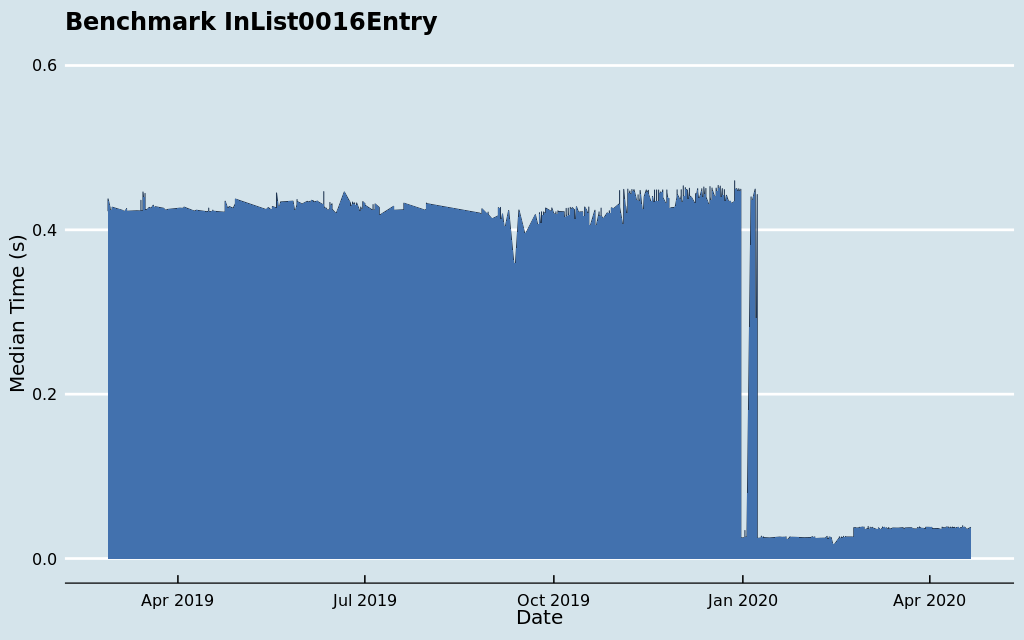 Benchmark InList0016Entry
0.6
0.4
0.2
0.0
Median Time (s)
Apr 2019
Jul 2019
Oct 2019
Jan 2020
Apr 2020
Date